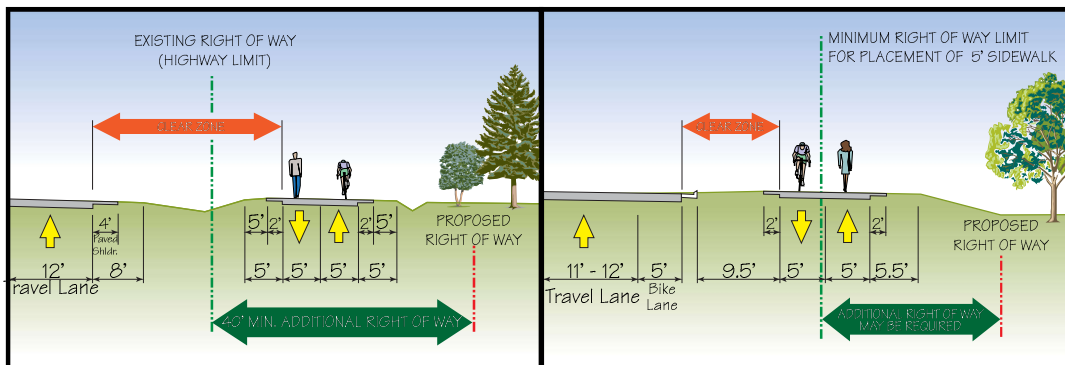 EXISTING RIGHT OF WAY
(HIGHWAY LIMIT)
CLEAR ZONE
4'
Paved
Shldr.
12'
8'
Travel Lane
5'
2'
2'
5'
5'
5'
5'
5'
PROPOSED
RIGHT OF WAY
40' MIN. ADDITIONAL RIGHT OF WAY
MINIMUM RIGHT OF WAY LIMIT
FOR PLACEMENT OF 5' SIDEWALK
CLEAR ZONE
2'
2'
11' - 12'
5'
9.5'
5'
5'
5.5'
Travel Lane
Bike
Lane
PROPOSED
RIGHT OF WAY
ADDITIONAL RIGHT OF WAY
MAY BE REQUIRED